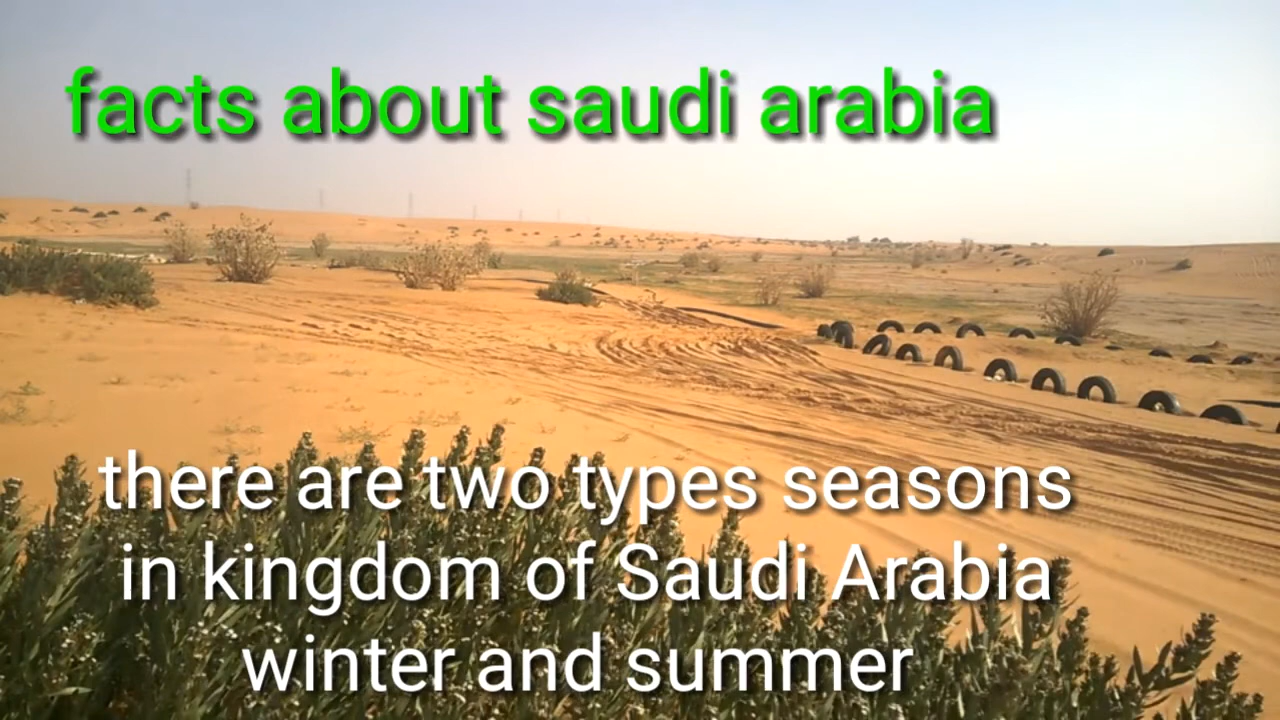 facts about saudi arabia
there are two types seasons
in kingdom of Saudi Arabia
winter and summer